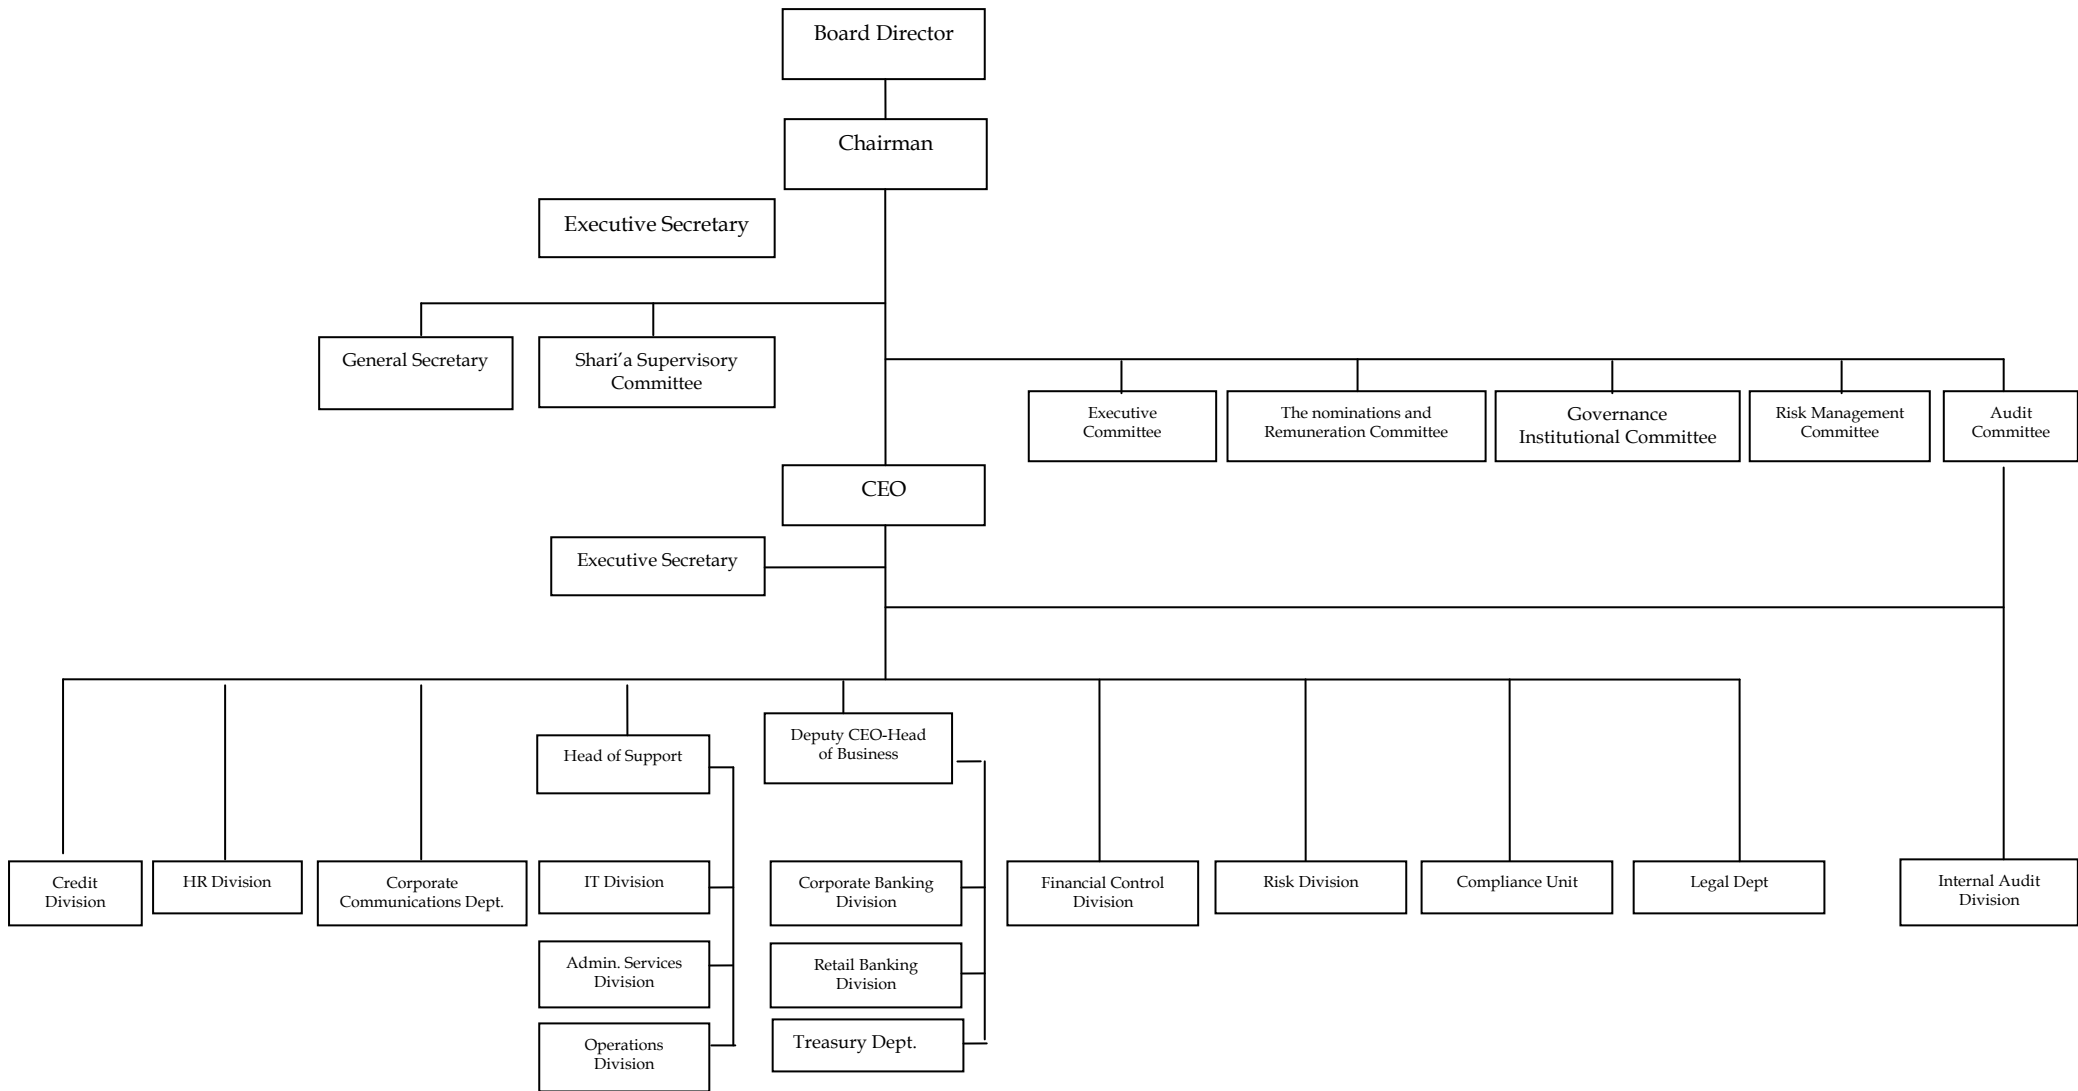 Board Director
Chairman
Executive Secretary
General Secretary
Shari’a Supervisory
Committee
Executive
Committee
The nominations and
Remuneration Committee
Governance
Institutional Committee
Risk Management
Committee
Audit
Committee
CEO
Executive Secretary
Head of Support
Deputy CEO-Head
of Business
Credit
Division
HR Division
Corporate
Communications Dept.
IT Division
Corporate Banking
Division
Financial Control
Division
Risk Division
Compliance Unit
Legal Dept
Internal Audit
Division
Admin. Services
Division
Retail Banking
Division
Operations
Division
Treasury Dept.